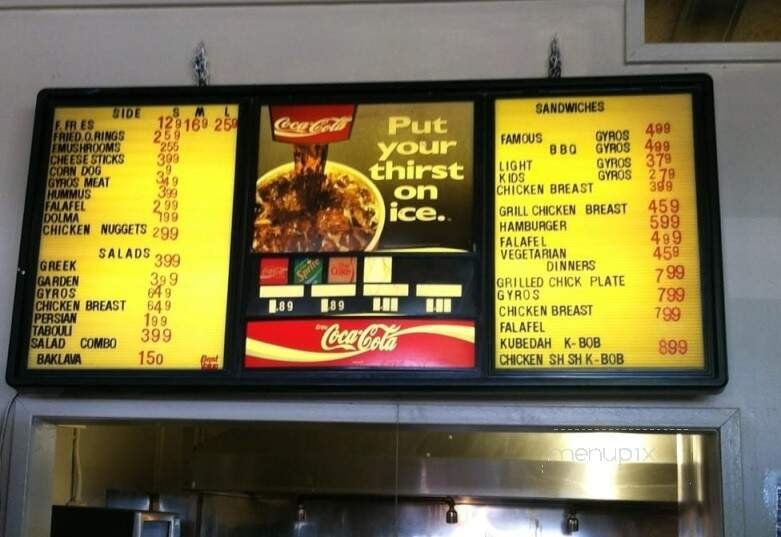 SIDE S M L
F. FR ES 129 169 259
FRIED.O.RINGS 259
EMUSHROOMS 255
CHEESE STICKS 399
CORN DOG 9
GYROS MEAT 349
HUMMUS 399
FALAFEL 299
DOLMA 199
CHICKEN NUGGETS 299
SALADS
GREEK 399
GARDEN 399
GYROS 649
CHICKEN BREAST 649
PERSIAN 199
TABOULI 399
SALAD COMBO
BAKLAVA 150
Coca-Cola
Put
your
thirst
on
ice.
Sprite
.89 .89
Coca-Cola
SANDWICHES
FAMOUS GYROS 499
BBQ GYROS 499
LIGHT GYROS 379
KIDS GYROS 279
CHICKEN BREAST 399
GRILL CHICKEN BREAST 459
HAMBURGER 599
FALAFEL 499
VEGETARIAN 459
DINNERS
GRILLED CHICK PLATE 799
GYROS 799
CHICKEN BREAST 799
FALAFEL
KUBEDAH K-BOB 899
CHICKEN SH SH K-BOB
menupix